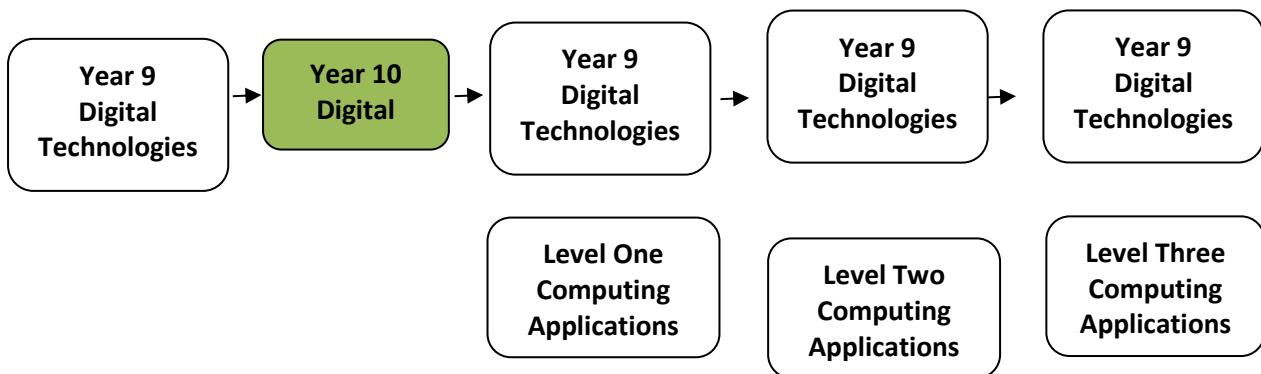 Year 9
Digital
Technologies
Year 10
Digital
Year 9
Digital
Technologies
Year 9
Digital
Technologies
Year 9
Digital
Technologies
Level One
Computing
Applications
Level Two
Computing
Applications
Level Three
Computing
Applications